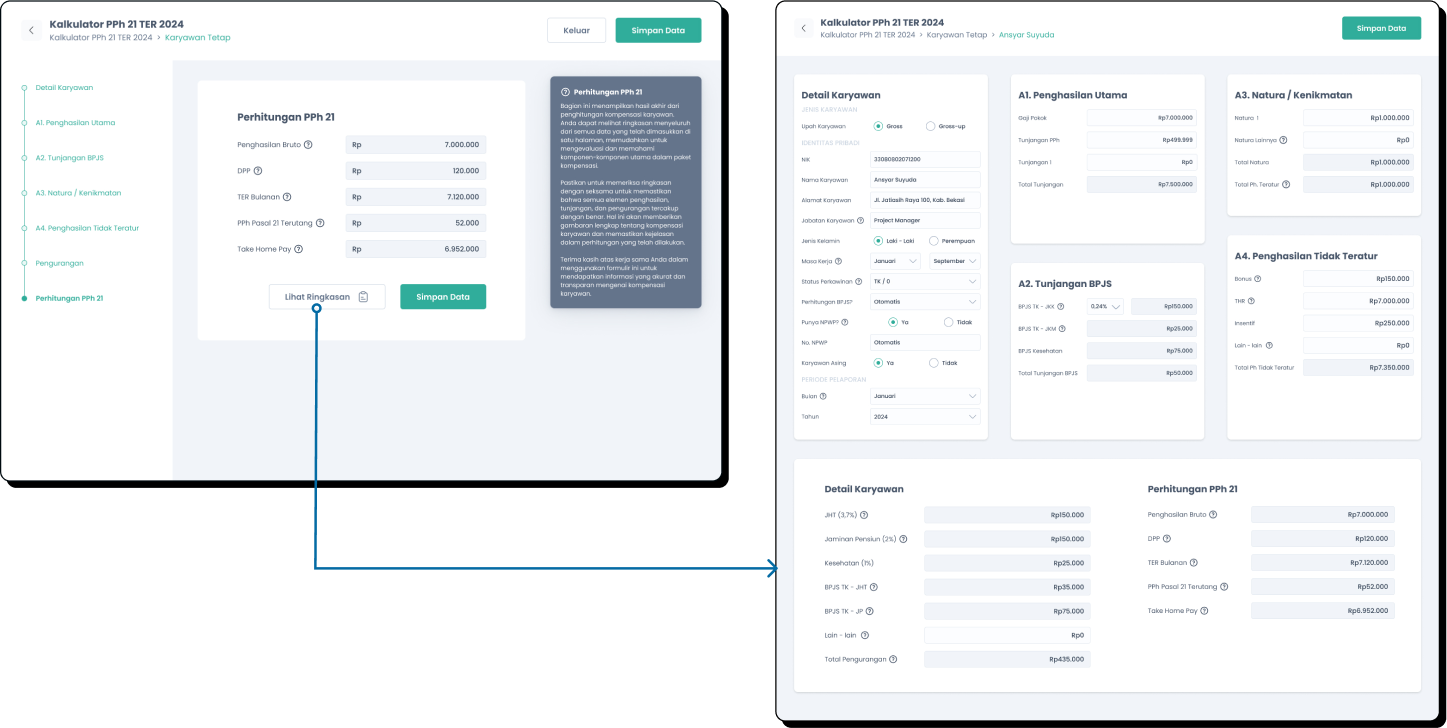 Kalkulator PPh 21 TER 2024
Kalkulator PPh 21 TER 2024 > Karyawan Tetap
Keluar
Simpan Data
Detail Karyawan
A1. Penghasilan Utama
A2. Tunjangan BPJS
A3. Natura / Kenikmatan
A4. Penghasilan Tidak Teratur
Pengurangan
Perhitungan PPh 21
Perhitungan PPh 21
Penghasilan Bruto ? Rp 7.000.000
DPP ? Rp 120.000
TER Bulanan ? Rp 7.120.000
PPh Pasal 21 Terutang ? Rp 52.000
Take Home Pay ? Rp 6.952.000
Lihat Ringkasan
Simpan Data
? Perhitungan PPh 21
Bagian ini menampilkan hasil akhir dari
penghitungan kompensasi karyawan.
Anda dapat melihat ringkasan menyeluruh
dari semua data yang telah dimasukkan di
satu halaman, memudahkan untuk
mengevaluasi dan memahami
komponen-komponen utama dalam paket
kompensasi.
Pastikan untuk memeriksa ringkasan
dengan seksama untuk memastikan
bahwa semua elemen penghasilan,
tunjangan, dan pengurangan tercakup
dengan benar. Hal ini akan memberikan
gambaran lengkap tentang kompensasi
karyawan dan memastikan kejelasan
dalam perhitungan yang telah dilakukan.
Terima kasih atas kerja sama Anda dalam
menggunakan formulir ini untuk
mendapatkan informasi yang akurat dan
transparan mengenai kompensasi
karyawan.
Kalkulator PPh 21 TER 2024
Kalkulator PPh 21 TER 2024 > Karyawan Tetap > Ansyar Suyuda
Simpan Data
Detail Karyawan
JENIS KARYAWAN
Upah Karyawan Gross Gross-up
IDENTITAS PRIBADI
NIK 33080802071200
Nama Karyawan Ansyar Suyuda
Alamat Karyawan Jl. Jatiasih Raya 100, Kab. Bekasi
Jabatan Karyawan ? Project Manager
Jenis Kelamin Laki - Laki Perempuan
Masa Kerja ? Januari September
Status Perkawinan ? TK / 0
Perhitungan BPJS? Otomatis
Punya NPWP? ? Ya Tidak
No. NPWP Otomatis
Karyawan Asing Ya Tidak
PERIODE PELAPORAN
Bulan ? Januari
Tahun 2024
A1. Penghasilan Utama
Gaji Pokok Rp7.000.000
Tunjangan PPh Rp499.999
Tunjangan 1 Rp0
Total Tunjangan Rp7.500.000
A2. Tunjangan BPJS
BPJS TK - JKK ? 0,24% Rp150.000
BPJS TK - JKM ? Rp25.000
BPJS Kesehatan Rp75.000
Total Tunjangan BPJS Rp50.000
A3. Natura / Kenikmatan
Natura 1 Rp1.000.000
Natura Lainnya ? Rp0
Total Natura Rp1.000.000
Total Ph. Teratur ? Rp1.000.000
A4. Penghasilan Tidak Teratur
Bonus ? Rp150.000
THR ? Rp7.000.000
Insentif Rp250.000
Lain - lain ? Rp0
Total Ph Tidak Teratur Rp7.350.000
Detail Karyawan
JHT (3,7%) ? Rp150.000
Jaminan Pensiun (2%) ? Rp150.000
Kesehatan (1%) Rp25.000
BPJS TK - JHT ? Rp35.000
BPJS TK - JP ? Rp75.000
Lain - lain ? Rp0
Total Pengurangan ? Rp435.000
Perhitungan PPh 21
Penghasilan Bruto ? Rp7.000.000
DPP ? Rp120.000
TER Bulanan ? Rp7.120.000
PPh Pasal 21 Terutang ? Rp52.000
Take Home Pay ? Rp6.952.000